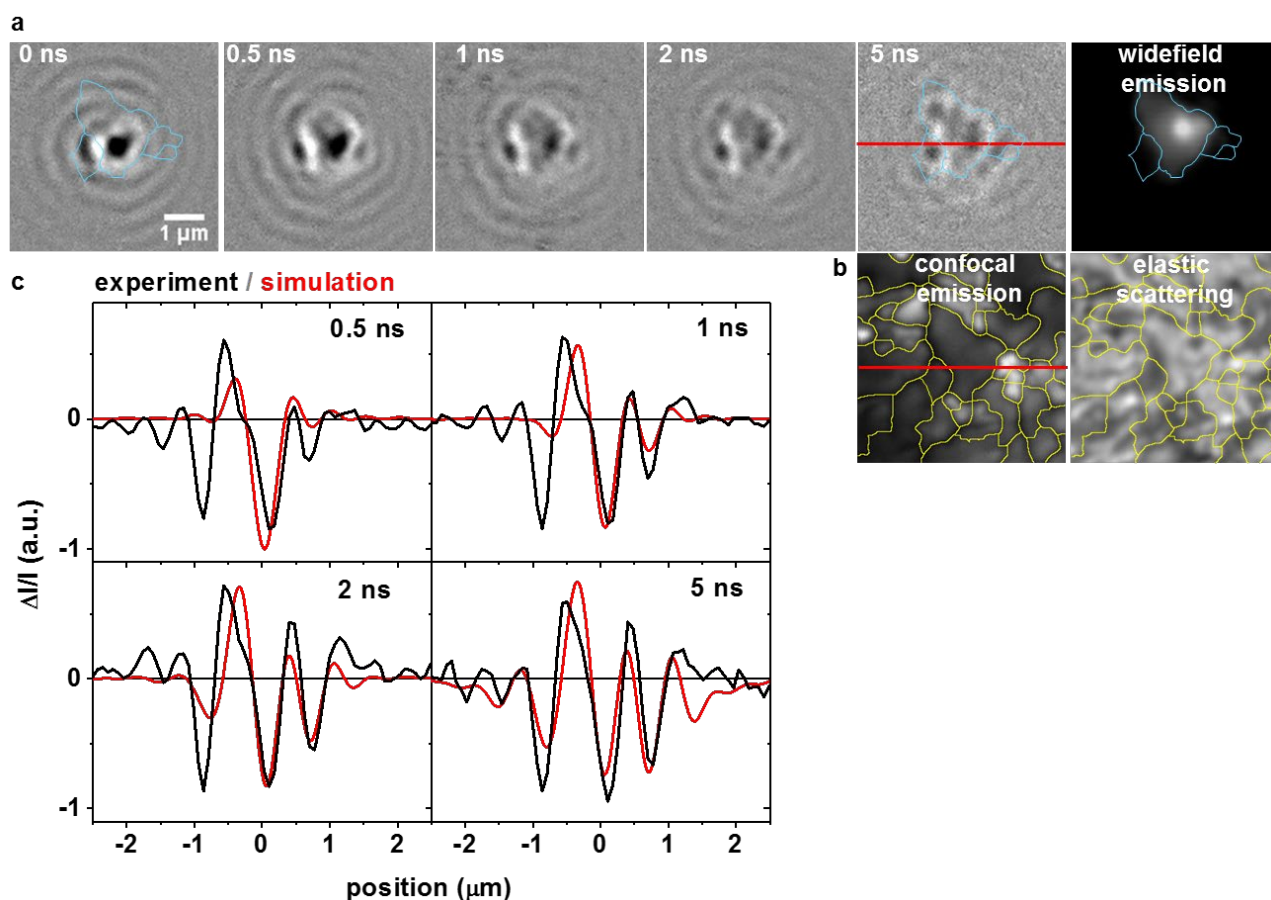 a
0 ns
0.5 ns
1 ns
2 ns
5 ns
widefield
emission
1 µm
b
confocal
emission
elastic
scattering
c
experiment / simulation
0.5 ns
1 ns
0
-1
2 ns
5 ns
0
-1
ΔI/I (a.u.)
-2 -1 0 1 2 -2 -1 0 1 2
position (µm)